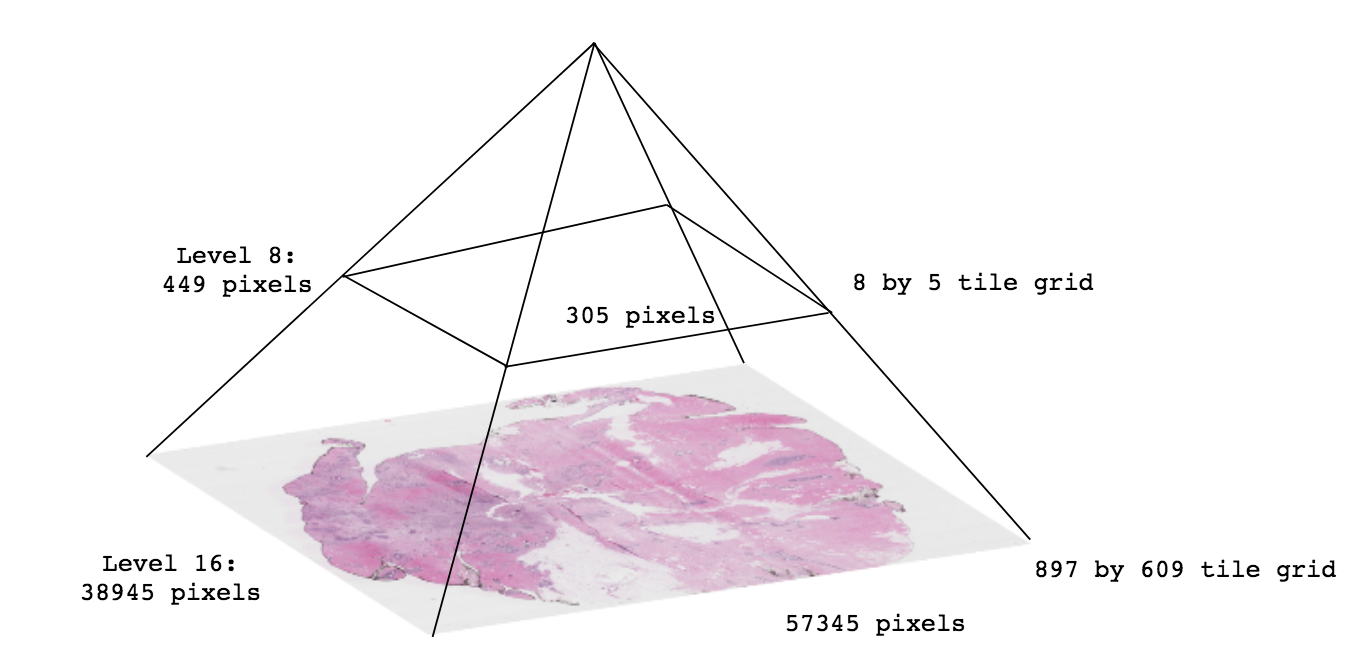 Level 8:
449 pixels
8 by 5 tile grid
305 pixels
Level 16:
38945 pixels
897 by 609 tile grid
57345 pixels